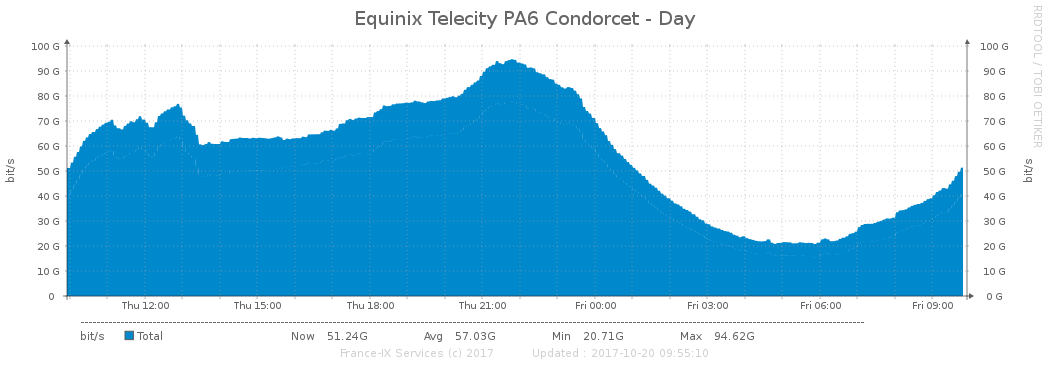 Equinix Telecity PA6 Condorcet - Day
RRDTOOL / TOBI OETIKER
100 G 100 G
90 G 90 G
80 G 80 G
70 G 70 G
60 G 60 G
50 G 50 G
40 G 40 G
30 G 30 G
20 G 20 G
10 G 10 G
0 0 G
bit/s bit/s
Thu 12:00 Thu 15:00 Thu 18:00 Thu 21:00 Fri 00:00 Fri 03:00 Fri 06:00 Fri 09:00
bit/s Total Now 51.24G Avg 57.03G Min 20.71G Max 94.62G
France-IX Services (c) 2017 Updated : 2017-10-20 09:55:10